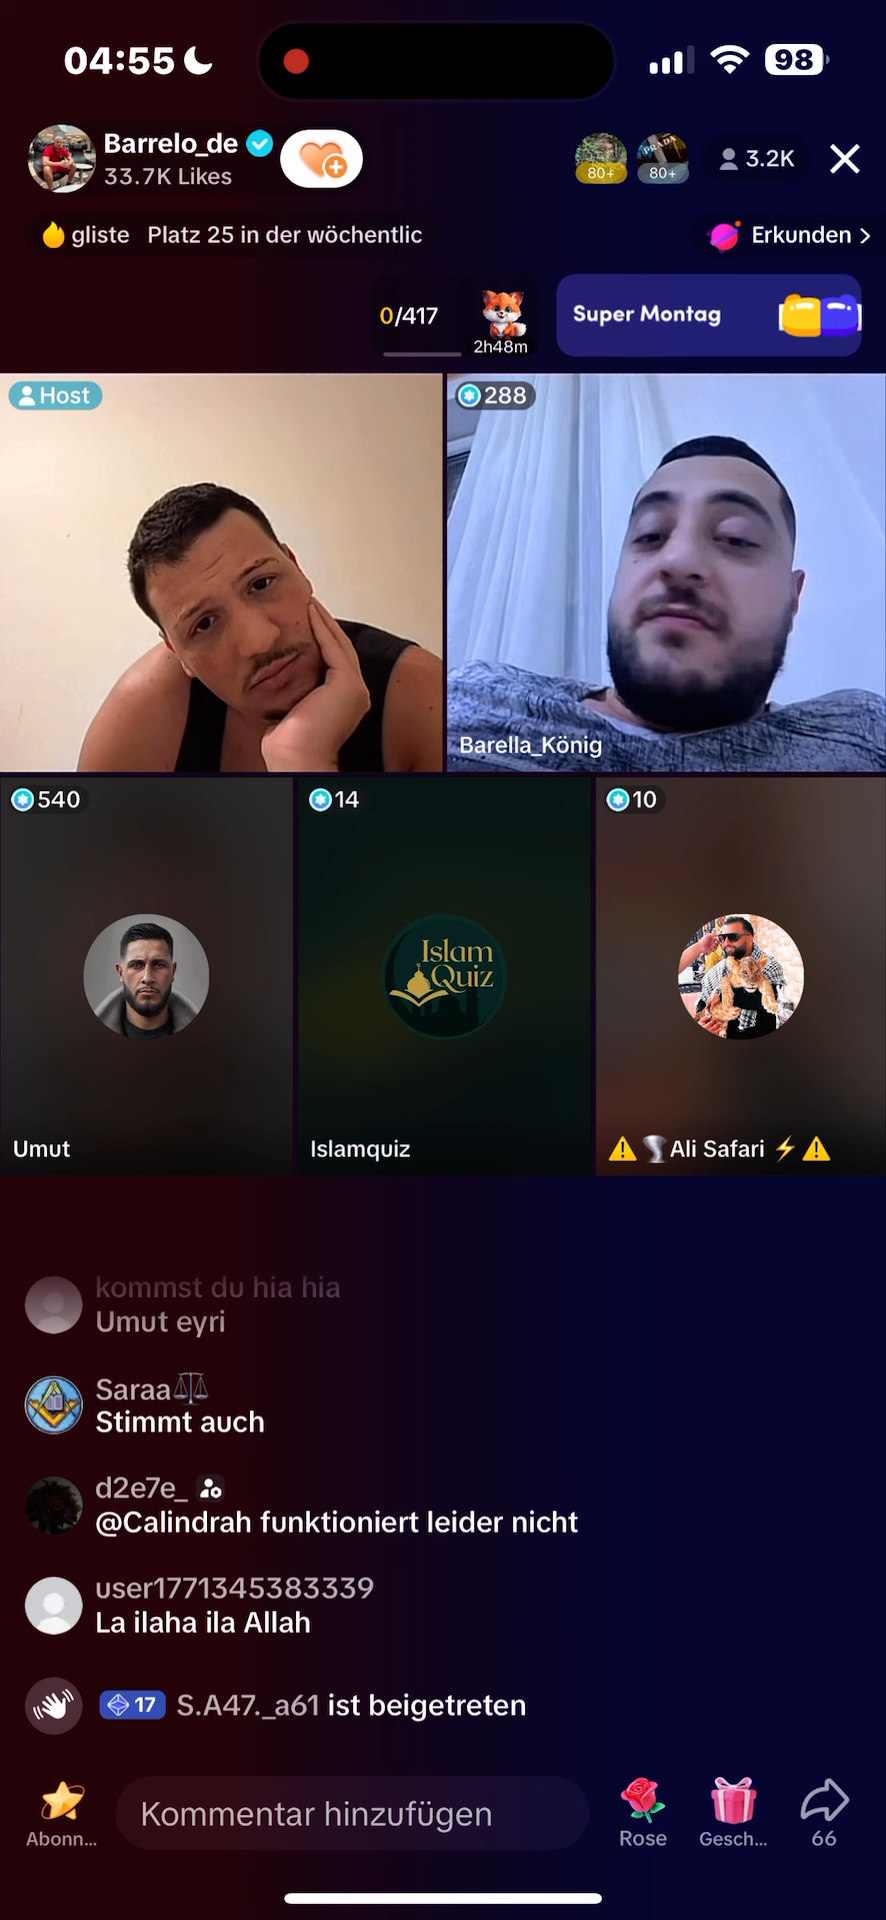 04:55
98
Barrelo_de
33.7K Likes
80+
80+
3.2K
gliste Platz 25 in der wöchentlic
Erkunden >
0/417
2h48m
Super Montag
Host
288
Barella_König
540
14
10
Islam
Quiz
Umut
Islamquiz
⚠️🌪️Ali Safari ⚡⚠️
kommst du hia hia
Umut eyri
Saraa⚖️
Stimmt auch
d2e7e_
@Calindrah funktioniert leider nicht
user1771345383339
La ilaha ila Allah
17 S.A47._a61 ist beigetreten
Abonn...
Kommentar hinzufügen
Rose
Gesch...
66